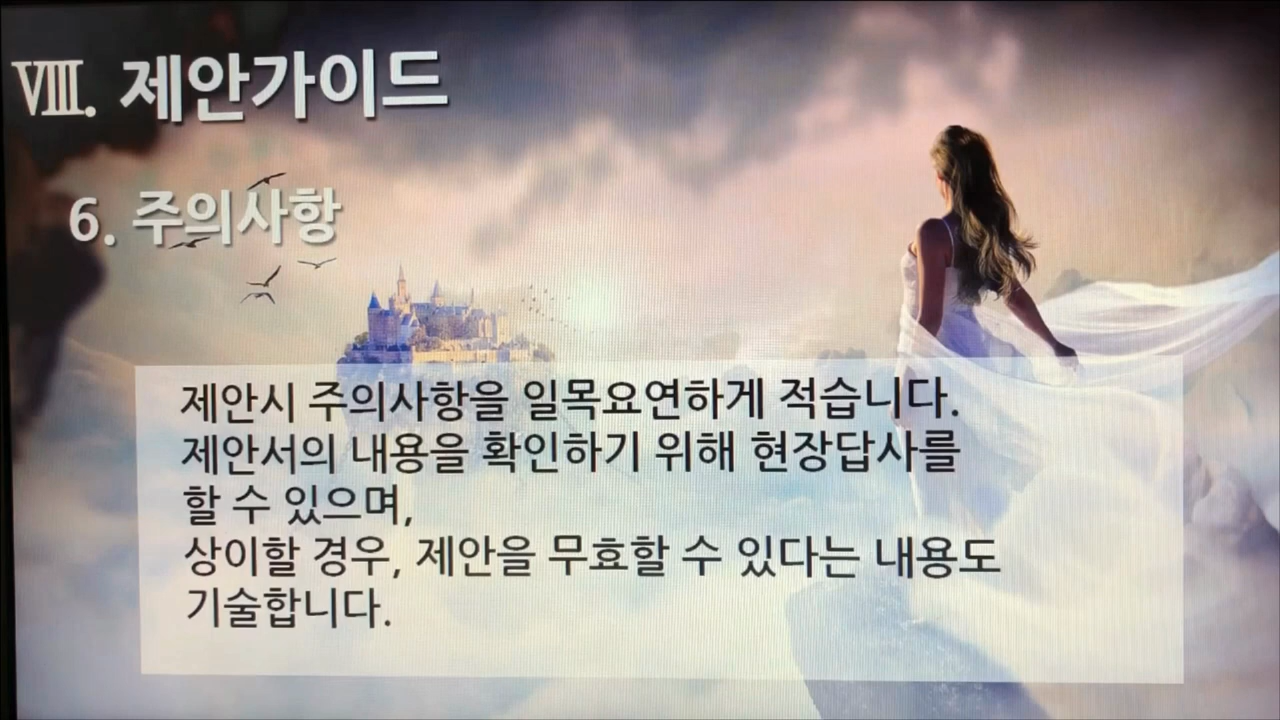 Ⅷ. 제안가이드
6. 주의사항
제안시 주의사항을 일목요연하게 적습니다.
제안서의 내용을 확인하기 위해 현장답사를
할 수 있으며,
상이할 경우, 제안을 무효할 수 있다는 내용도
기술합니다.